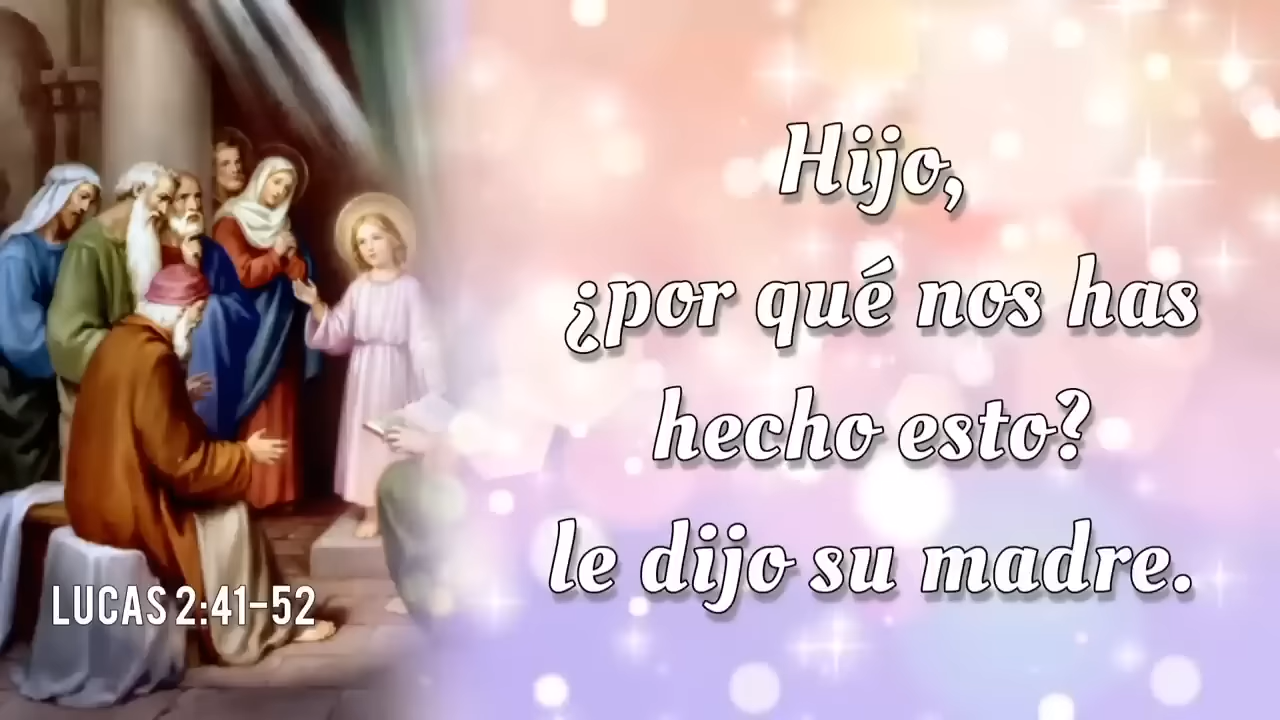 Hijo,
¿por qué nos has
hecho esto?
le dijo su madre.
LUCAS 2:41-52